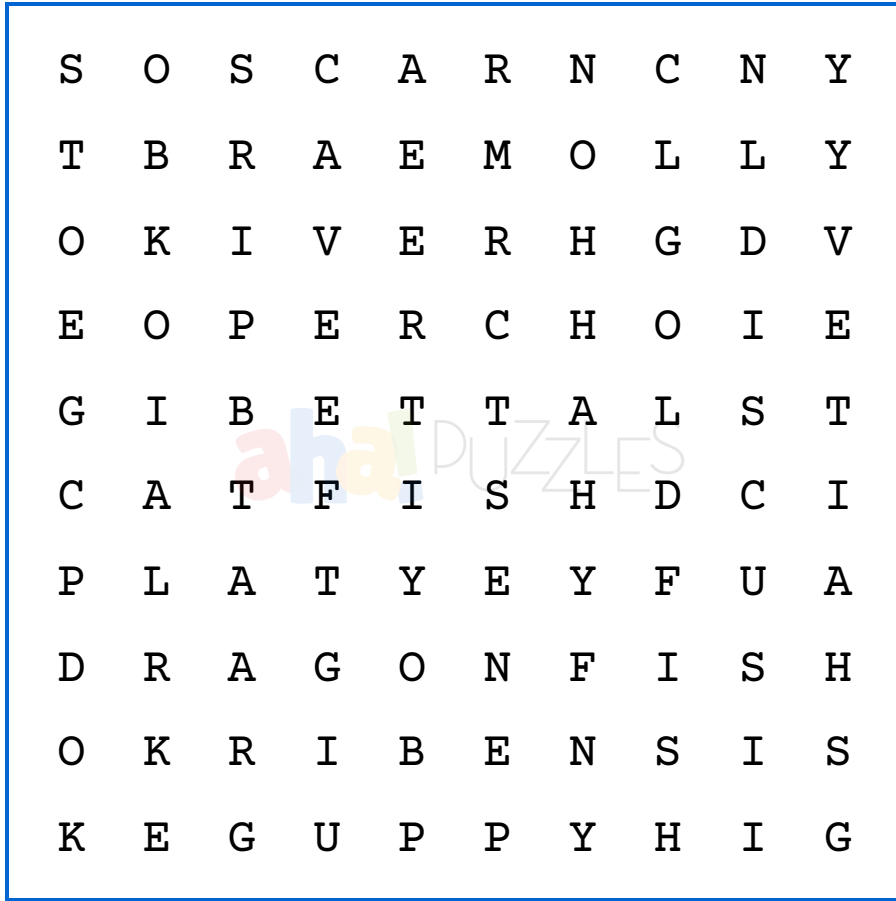 S O S C A R N C N Y
T B R A E M O L L Y
O K I V E R H G D V
E O P E R C H O I E
G I B E T T A L S T
C A T F I S H D C I
P L A T Y E Y F U A
D R A G O N F I S H
O K R I B E N S I S
K E G U P P Y H I G
aha! PUZZLES